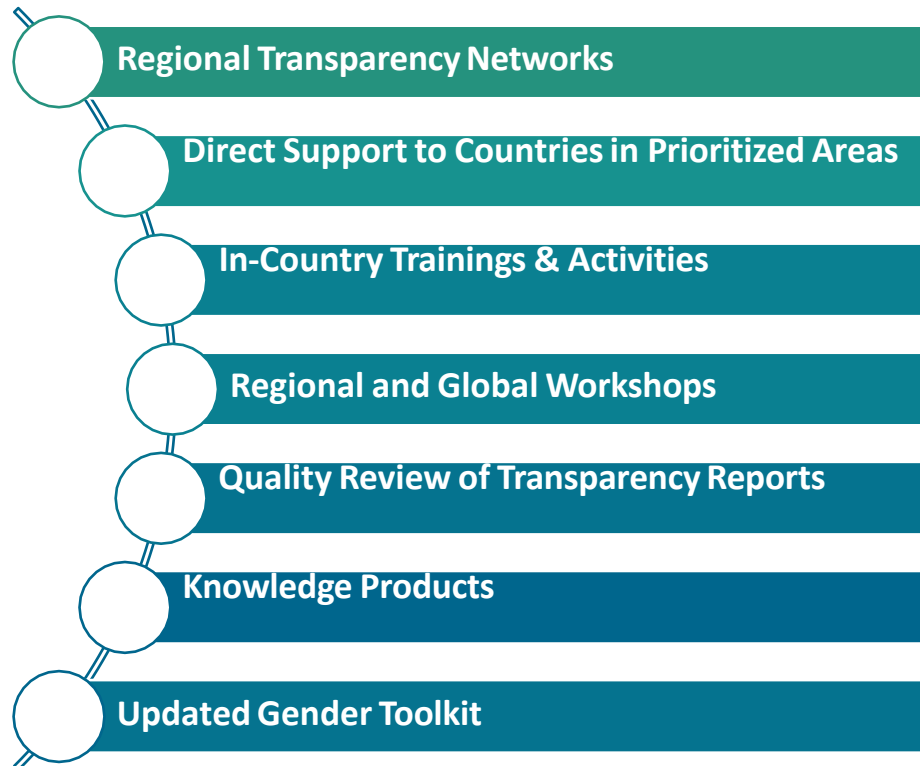 Regional Transparency Networks
Direct Support to Countries in Prioritized Areas
In-Country Trainings & Activities
Regional and Global Workshops
Quality Review of Transparency Reports
Knowledge Products
Updated Gender Toolkit